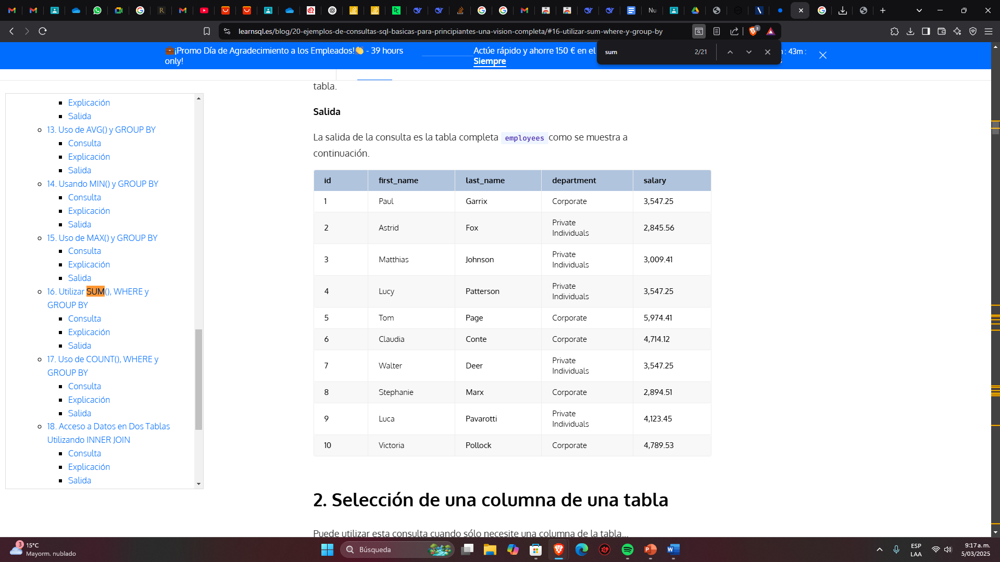 Nu
learnsql.es/blog/20-ejemplos-de-consultas-sql-basicas-para-principiantes-una-vision-completa/#16-utilizar-sum-where-y-group-by
3
¡Promo Día de Agradecimiento a los Empleados! - 39 hours
only!
Actúe rápido y ahorre 150 € en el
Siempre
: 43m :
sum
2/21
tabla.
Salida
La salida de la consulta es la tabla completa employees como se muestra a
continuación.
id first_name last_name department salary
1 Paul Garrix Corporate 3,547.25
2 Astrid Fox Private Individuals 2,845.56
3 Matthias Johnson Private Individuals 3,009.41
4 Lucy Patterson Private Individuals 3,547.25
5 Tom Page Corporate 5,974.41
6 Claudia Conte Corporate 4,714.12
7 Walter Deer Private Individuals 3,547.25
8 Stephanie Marx Corporate 2,894.51
9 Luca Pavarotti Private Individuals 4,123.45
10 Victoria Pollock Corporate 4,789.53
2. Selección de una columna de una tabla
Puede utilizar esta consulta cuando sólo necesite una columna de la tabla...
Explicación
Salida
13. Uso de AVG() y GROUP BY
Consulta
Explicación
Salida
14. Usando MIN() y GROUP BY
Consulta
Explicación
Salida
15. Uso de MAX() y GROUP BY
Consulta
Explicación
Salida
16. Utilizar SUM(), WHERE y
GROUP BY
Consulta
Explicación
Salida
17. Uso de COUNT(), WHERE y
GROUP BY
Consulta
Explicación
Salida
18. Acceso a Datos en Dos Tablas
Utilizando INNER JOIN
Consulta
Explicación
Salida
3
15°C
Mayorm. nublado
Búsqueda
ESP
LAA
9:17 a. m.
5/03/2025